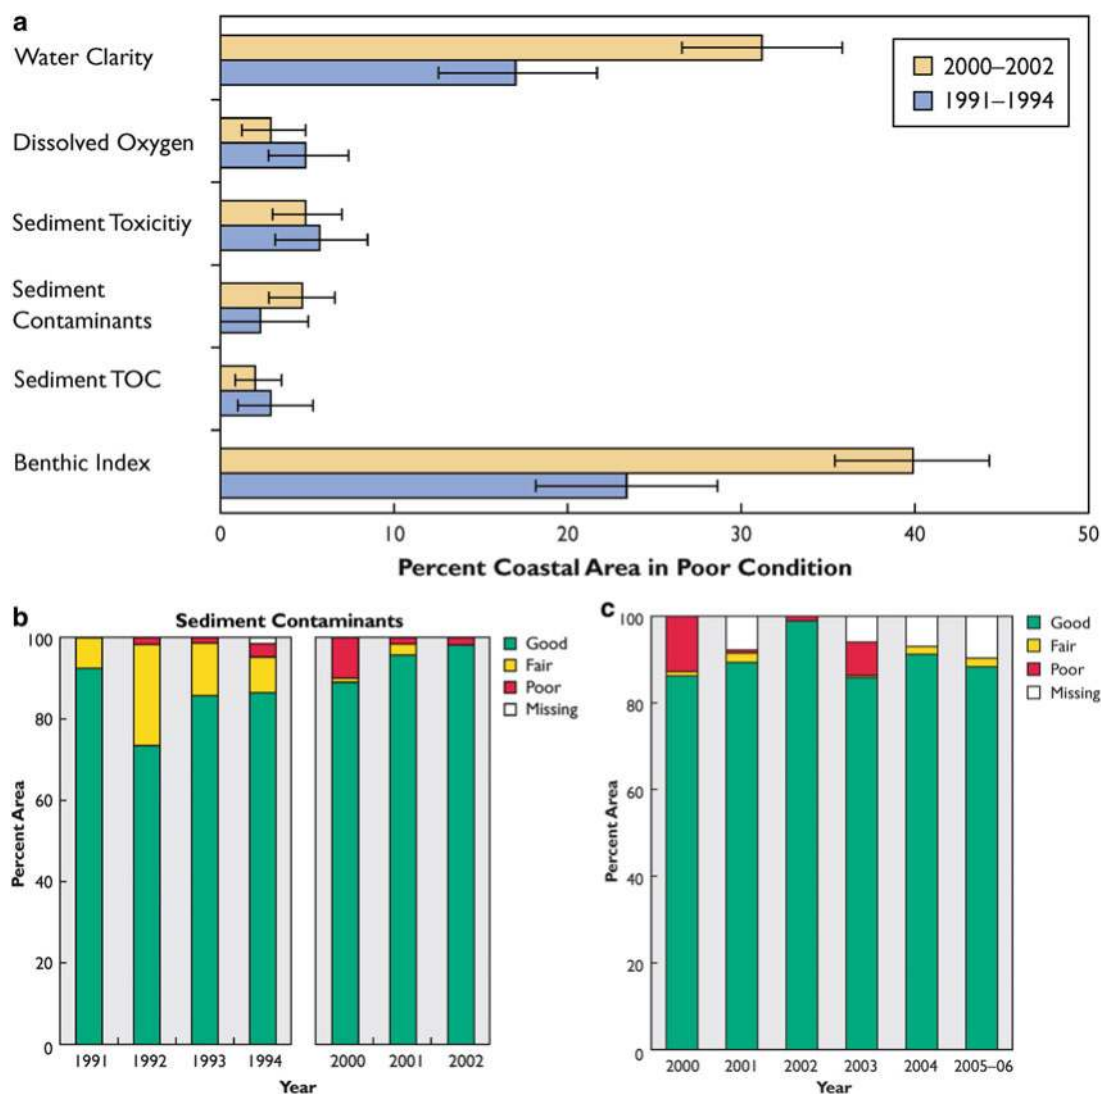 a
Water Clarity
2000–2002
1991–1994
Dissolved Oxygen
Sediment Toxicitiy
Sediment
Contaminants
Sediment TOC
Benthic Index
0 10 20 30 40 50
Percent Coastal Area in Poor Condition
b
Sediment Contaminants
100
80
60
40
20
0
Percent Area
1991 1992 1993 1994 2000 2001 2002
Year
Good
Fair
Poor
Missing
c
100
80
60
40
20
0
Percent Area
2000 2001 2002 2003 2004 2005–06
Year
Good
Fair
Poor
Missing